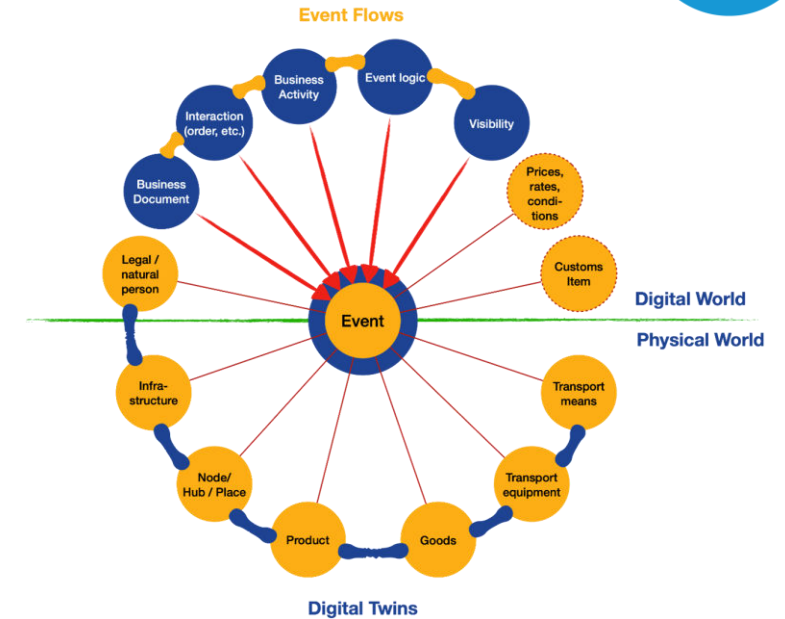 Event Flows
Business
Activity
Event logic
Interaction
(order, etc.)
Visibility
Business
Document
Prices,
rates,
condi-
tions
Legal /
natural
person
Customs
Item
Digital World
Event
Physical World
Infra-
structure
Transport
means
Node/
Hub / Place
Transport
equipment
Product
Goods
Digital Twins